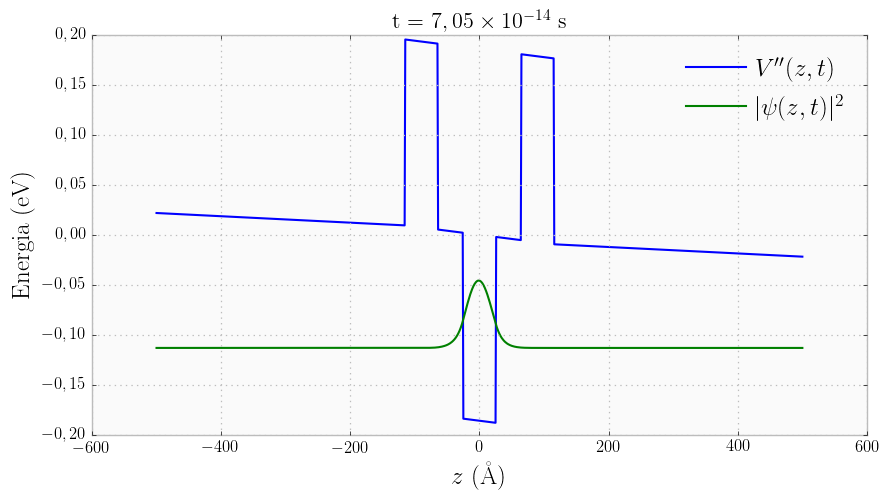 t = 7,05 × 10⁻¹⁴ s
V′′(z, t)
|ψ(z, t)|²
Energia (eV)
0,20
0,15
0,10
0,05
0,00
−0,05
−0,10
−0,15
−0,20
−600 −400 −200 0 200 400 600
z (Å)